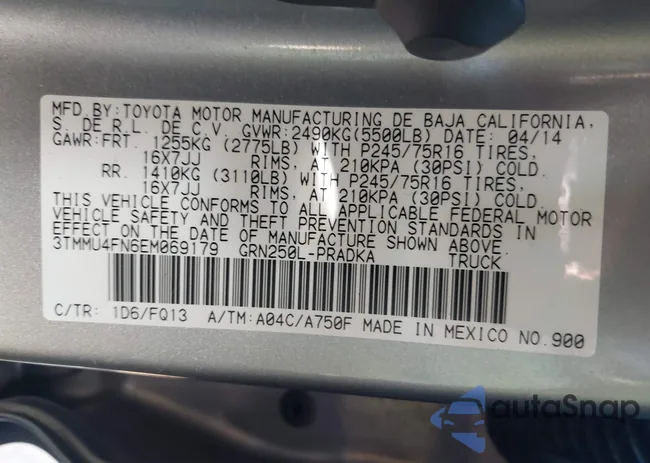 MFD.BY:TOYOTA MOTOR MANUFACTURING DE BAJA CALIFORNIA,
S. DE R.L. DE C.V. GVWR:2490KG(5500LB) DATE: 04/14
GAWR:FRT. 1255KG (2775LB) WITH P245/75R16 TIRES,
16X7JJ RIMS, AT 210KPA (30PSI) COLD.
RR. 1410KG (3110LB) WITH P245/75R16 TIRES,
16X7JJ RIMS, AT 210KPA (30PSI) COLD.
THIS VEHICLE CONFORMS TO ALL APPLICABLE FEDERAL MOTOR
VEHICLE SAFETY AND THEFT PREVENTION STANDARDS IN
EFFECT ON THE DATE OF MANUFACTURE SHOWN ABOVE.
3TMMU4FN6EM069179 GRN250L-PRADKA TRUCK
C/TR: 1D6/FQ13 A/TM:A04C/A750F MADE IN MEXICO NO.900
autoSnap